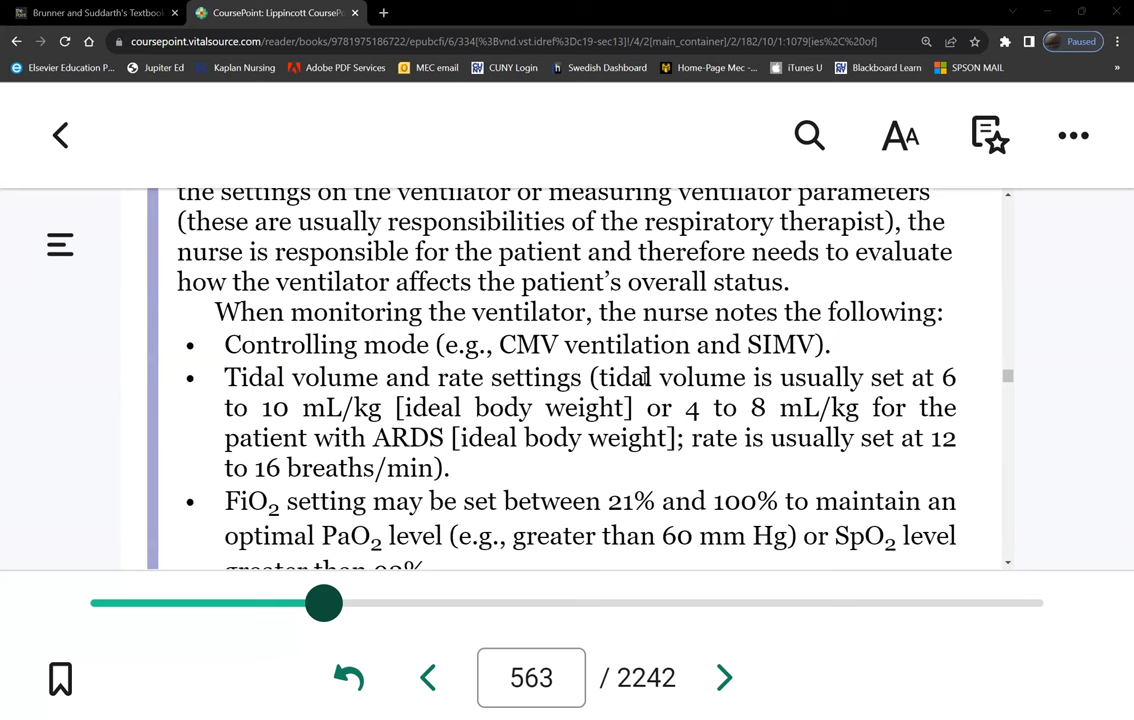 Brunner and Suddarth's Textboo
CoursePoint: Lippincott CoursePo
coursepoint.vitalsource.com/reader/books/9781975186722/epubcfi/6/334[%3Bvnd.vst.idref%3Dc19-sec13]!/4/2[main_container]/2/182/10/1:1079[ies%2C%20of]
Paused
Elsevier Education P...
Jupiter Ed
Kaplan Nursing
Adobe PDF Services
MEC email
CUNY Login
Swedish Dashboard
Home-Page Mec -...
iTunes U
Blackboard Learn
SPSON MAIL
»
AA
the settings on the ventilator or measuring ventilator parameters
(these are usually responsibilities of the respiratory therapist), the
nurse is responsible for the patient and therefore needs to evaluate
how the ventilator affects the patient's overall status.
When monitoring the ventilator, the nurse notes the following:
• Controlling mode (e.g., CMV ventilation and SIMV).
• Tidal volume and rate settings (tidal volume is usually set at 6
to 10 mL/kg [ideal body weight] or 4 to 8 mL/kg for the
patient with ARDS [ideal body weight]; rate is usually set at 12
to 16 breaths/min).
• FiO₂ setting may be set between 21% and 100% to maintain an
optimal PaO₂ level (e.g., greater than 60 mm Hg) or SpO₂ level
greater than
563 / 2242